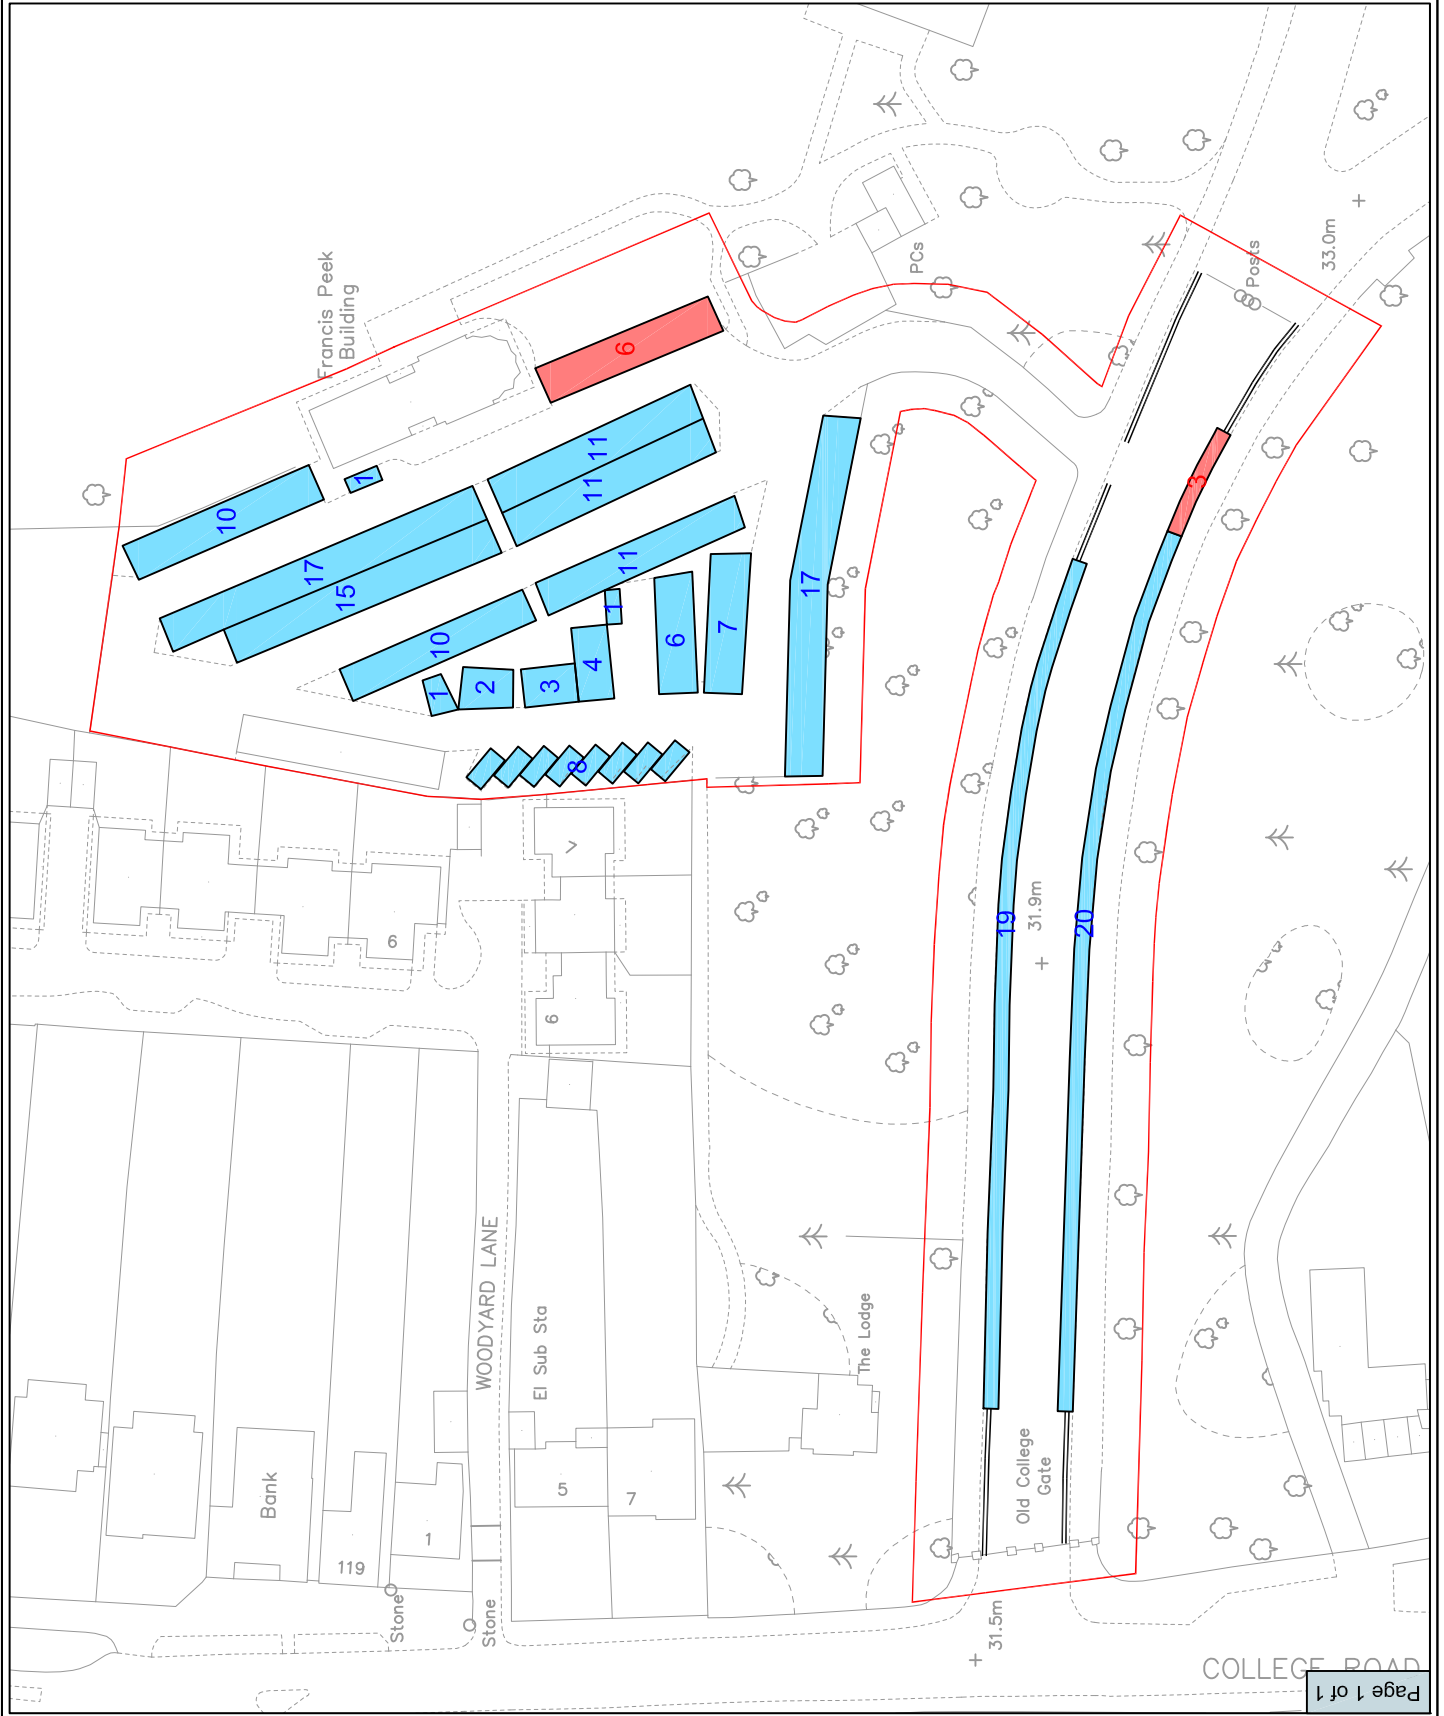 Francis Peek
Building
PCs
Posts
33.0m
6
10
1
11
11
17
15
11
3
17
10
1
6
7
4
3
2
1
8
7
6
6
19
31.9m
20
WOODYARD LANE
El Sub Sta
The Lodge
Old College
Gate
Bank
5
7
1
119
Stone
Stone
31.5m
COLLEGE ROAD
Page 1 of 1